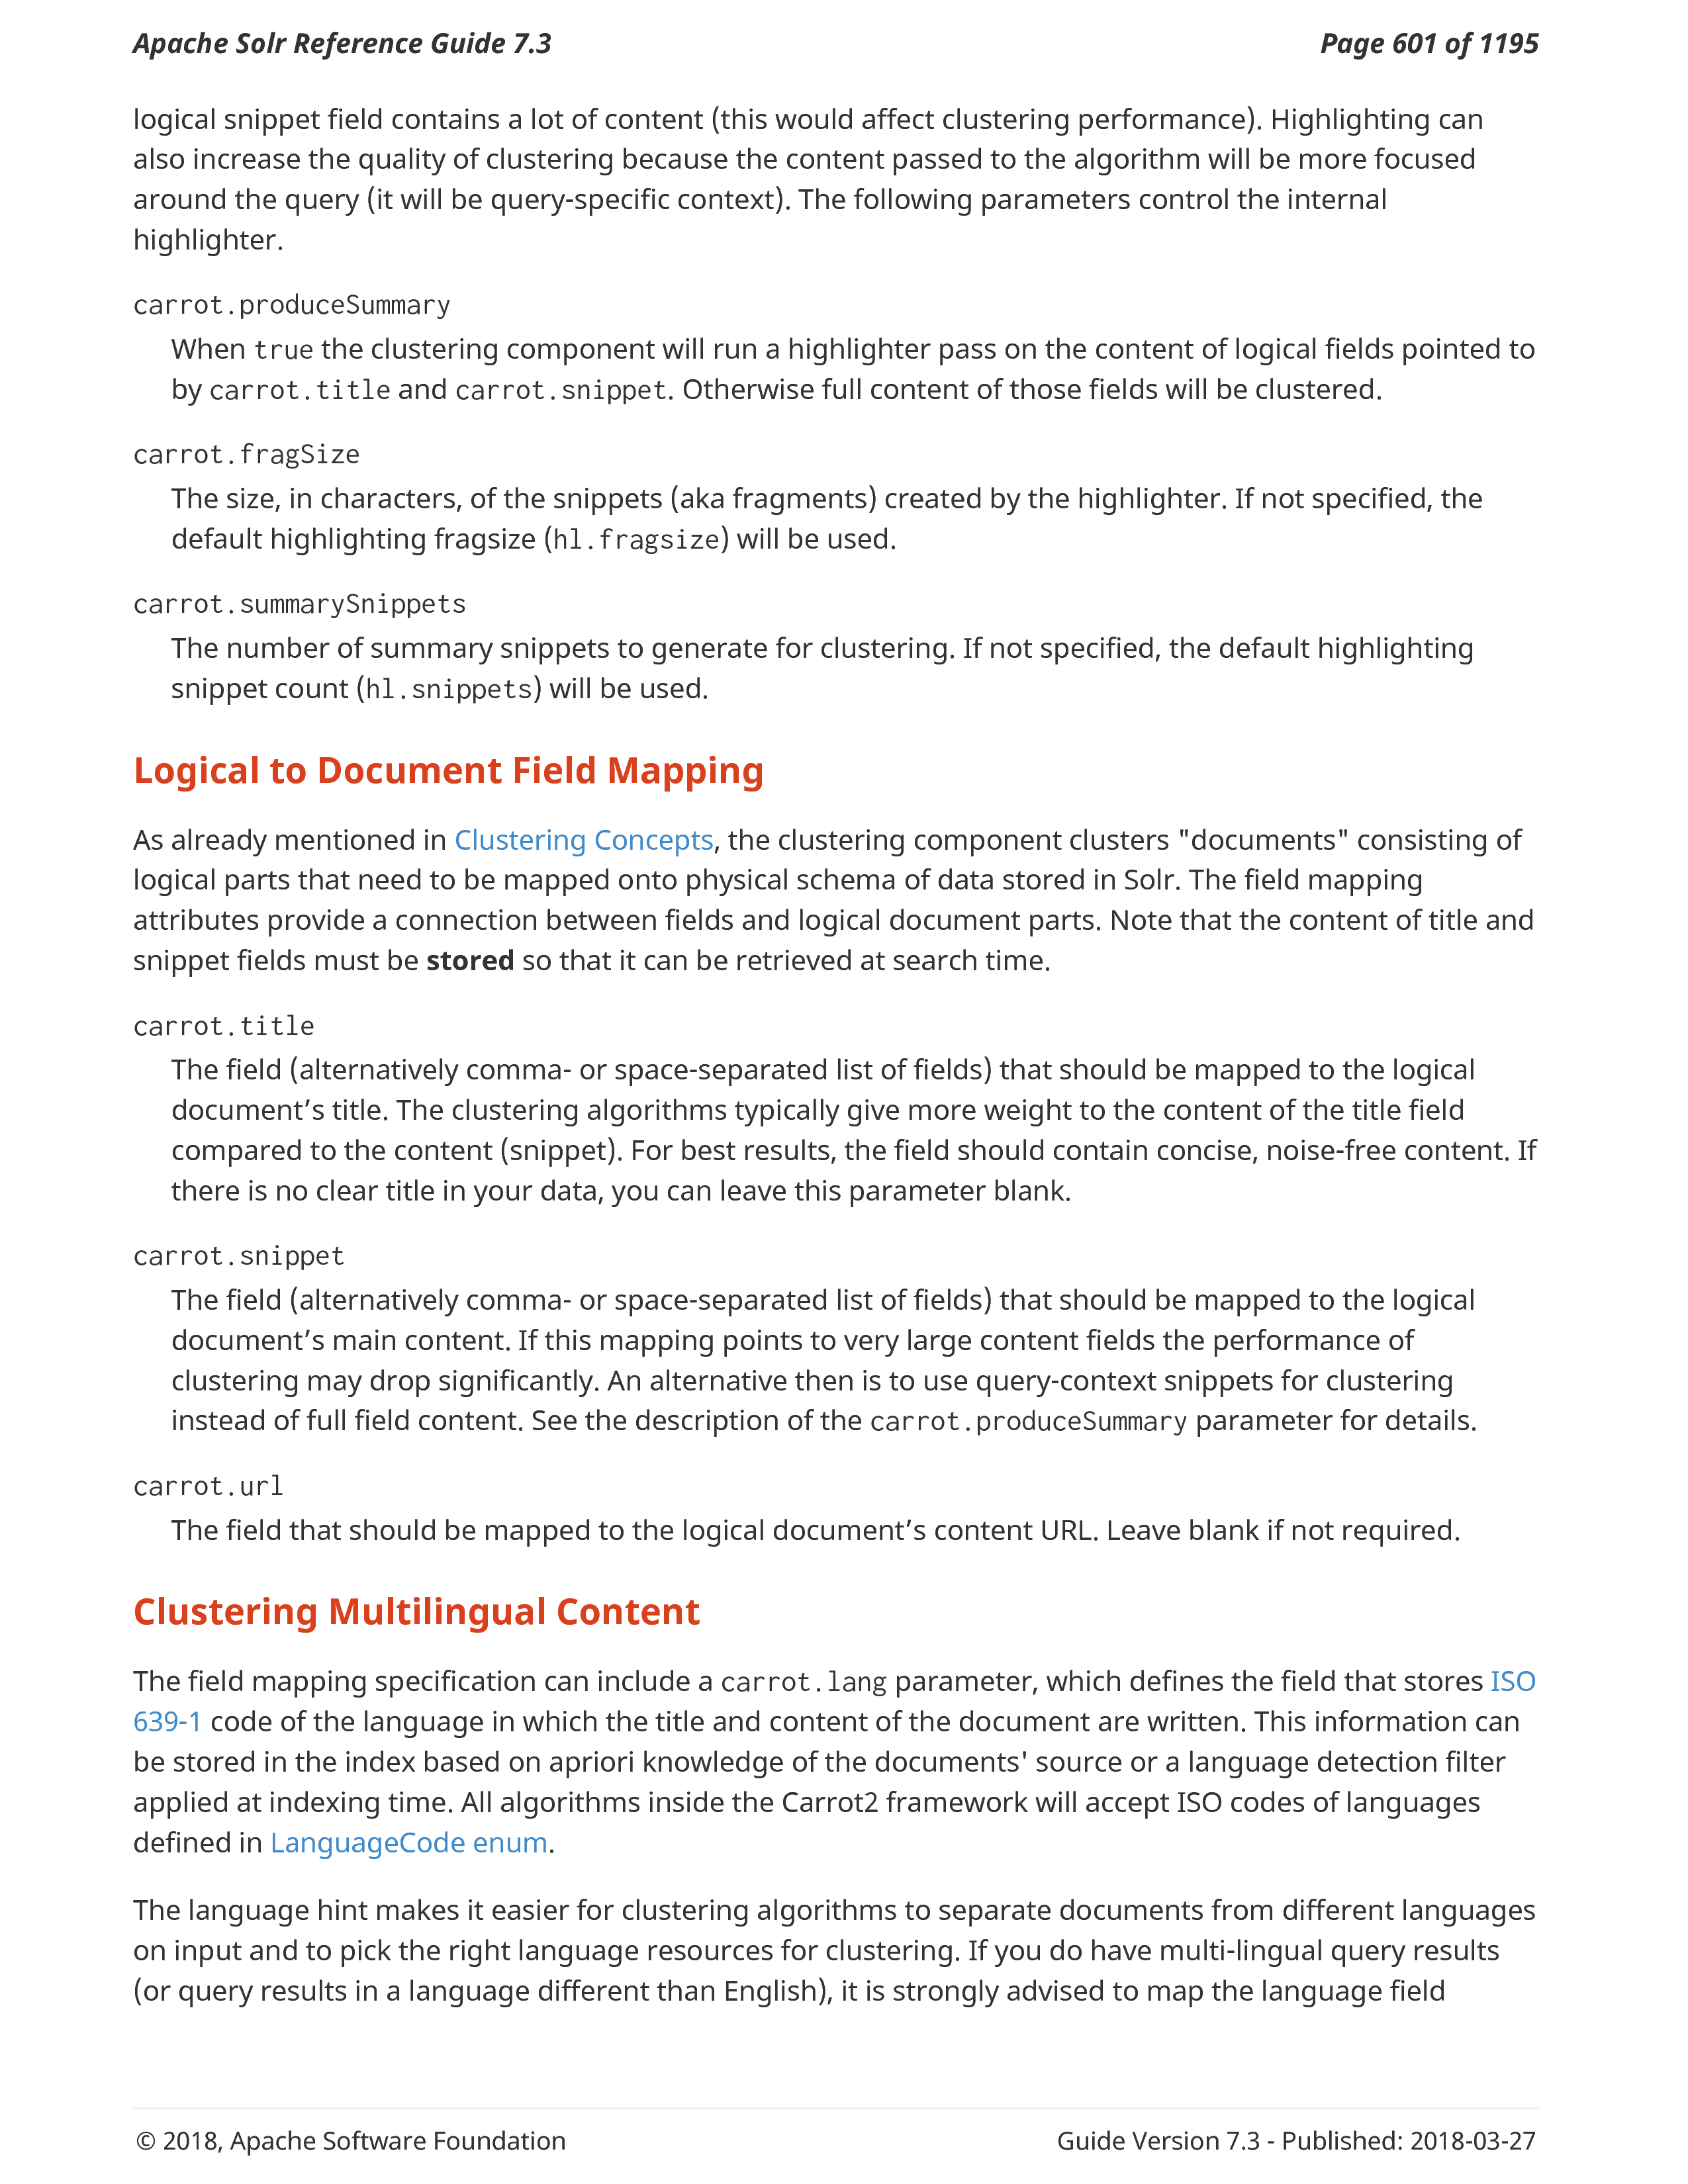 Apache Solr Reference Guide 7.3 Page 601 of 1195
logical snippet field contains a lot of content (this would affect clustering performance). Highlighting can
also increase the quality of clustering because the content passed to the algorithm will be more focused
around the query (it will be query-specific context). The following parameters control the internal
highlighter.
carrot.produceSummary
When true the clustering component will run a highlighter pass on the content of logical fields pointed to
by carrot.title and carrot.snippet. Otherwise full content of those fields will be clustered.
carrot.fragSize
The size, in characters, of the snippets (aka fragments) created by the highlighter. If not specified, the
default highlighting fragsize (hl.fragsize) will be used.
carrot.summarySnippets
The number of summary snippets to generate for clustering. If not specified, the default highlighting
snippet count (hl.snippets) will be used.
Logical to Document Field Mapping
As already mentioned in Clustering Concepts, the clustering component clusters "documents" consisting of
logical parts that need to be mapped onto physical schema of data stored in Solr. The field mapping
attributes provide a connection between fields and logical document parts. Note that the content of title and
snippet fields must be stored so that it can be retrieved at search time.
carrot.title
The field (alternatively comma- or space-separated list of fields) that should be mapped to the logical
document’s title. The clustering algorithms typically give more weight to the content of the title field
compared to the content (snippet). For best results, the field should contain concise, noise-free content. If
there is no clear title in your data, you can leave this parameter blank.
carrot.snippet
The field (alternatively comma- or space-separated list of fields) that should be mapped to the logical
document’s main content. If this mapping points to very large content fields the performance of
clustering may drop significantly. An alternative then is to use query-context snippets for clustering
instead of full field content. See the description of the carrot.produceSummary parameter for details.
carrot.url
The field that should be mapped to the logical document’s content URL. Leave blank if not required.
Clustering Multilingual Content
The field mapping specification can include a carrot.lang parameter, which defines the field that stores ISO
639-1 code of the language in which the title and content of the document are written. This information can
be stored in the index based on apriori knowledge of the documents' source or a language detection filter
applied at indexing time. All algorithms inside the Carrot2 framework will accept ISO codes of languages
defined in LanguageCode enum.
The language hint makes it easier for clustering algorithms to separate documents from different languages
on input and to pick the right language resources for clustering. If you do have multi-lingual query results
(or query results in a language different than English), it is strongly advised to map the language field
© 2018, Apache Software Foundation Guide Version 7.3 - Published: 2018-03-27